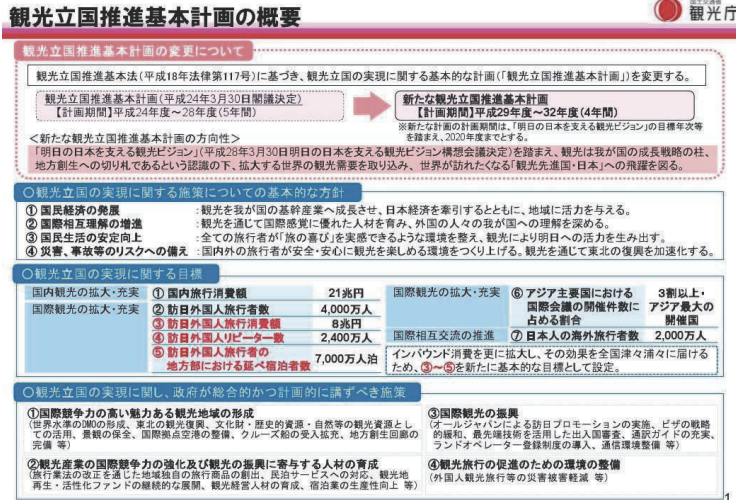 観光立国推進基本計画の概要
国土交通省
観光庁
観光立国推進基本計画の変更について
観光立国推進基本法(平成18年法律第117号)に基づき、観光立国の実現に関する基本的な計画(「観光立国推進基本計画」)を変更する。
観光立国推進基本計画(平成24年3月30日閣議決定)
【計画期間】平成24年度~28年度(5年間)
新たな観光立国推進基本計画
【計画期間】平成29年度~32年度(4年間)
※新たな計画の計画期間は、「明日の日本を支える観光ビジョン」の目標年次等
を踏まえ、2020年度までとする。
<新たな観光立国推進基本計画の方向性>
「明日の日本を支える観光ビジョン」(平成28年3月30日明日の日本を支える観光ビジョン構想会議決定)を踏まえ、観光は我が国の成長戦略の柱、
地方創生への切り札であるという認識の下、拡大する世界の観光需要を取り込み、世界が訪れたくなる「観光先進国・日本」への飛躍を図る。
〇観光立国の実現に関する施策についての基本的な方針
① 国民経済の発展 :観光を我が国の基幹産業へ成長させ、日本経済を牽引するとともに、地域に活力を与える。
② 国際相互理解の増進 :観光を通じて国際感覚に優れた人材を育み、外国の人々の我が国への理解を深める。
③ 国民生活の安定向上 :全ての旅行者が「旅の喜び」を実感できるような環境を整え、観光により明日への活力を生み出す。
④ 災害、事故等のリスクへの備え :国内外の旅行者が安全・安心に観光を楽しめる環境をつくり上げる。観光を通じて東北の復興を加速化する。
〇観光立国の実現に関する目標
国内観光の拡大・充実 ① 国内旅行消費額 21兆円
国際観光の拡大・充実 ② 訪日外国人旅行者数 4,000万人
③ 訪日外国人旅行消費額 8兆円
④ 訪日外国人リピーター数 2,400万人
⑤ 訪日外国人旅行者の
地方部における延べ宿泊者数 7,000万人泊
国際観光の拡大・充実 ⑥ アジア主要国における
国際会議の開催件数に
占める割合
3割以上・
アジア最大の
開催国
国際相互交流の推進 ⑦ 日本人の海外旅行者数 2,000万人
インバウンド消費を更に拡大し、その効果を全国津々浦々に届ける
ため、③~⑤を新たに基本的な目標として設定。
〇観光立国の実現に関し、政府が総合的かつ計画的に講ずべき施策
①国際競争力の高い魅力ある観光地域の形成
(世界水準のDMOの形成、東北の観光復興、文化財・歴史的資源・自然等の観光資源とし
ての活用、景観の保全、国際拠点空港の整備、クルーズ船の受入拡充、地方創生回廊の
完備 等)
②観光産業の国際競争力の強化及び観光の振興に寄与する人材の育成
(旅行業法の改正を通じた地域独自の旅行商品の創出、民泊サービスへの対応、観光地
再生・活性化ファンドの継続的な展開、観光経営人材の育成、宿泊業の生産性向上 等)
③国際観光の振興
(オールジャパンによる訪日プロモーションの実施、ビザの戦略
的緩和、最先端技術を活用した出入国審査、通訳ガイドの充実、
ランドオペレーター登録制度の導入、通信環境整備 等)
④観光旅行の促進のための環境の整備
(外国人観光旅行等の災害被害軽減 等)
1